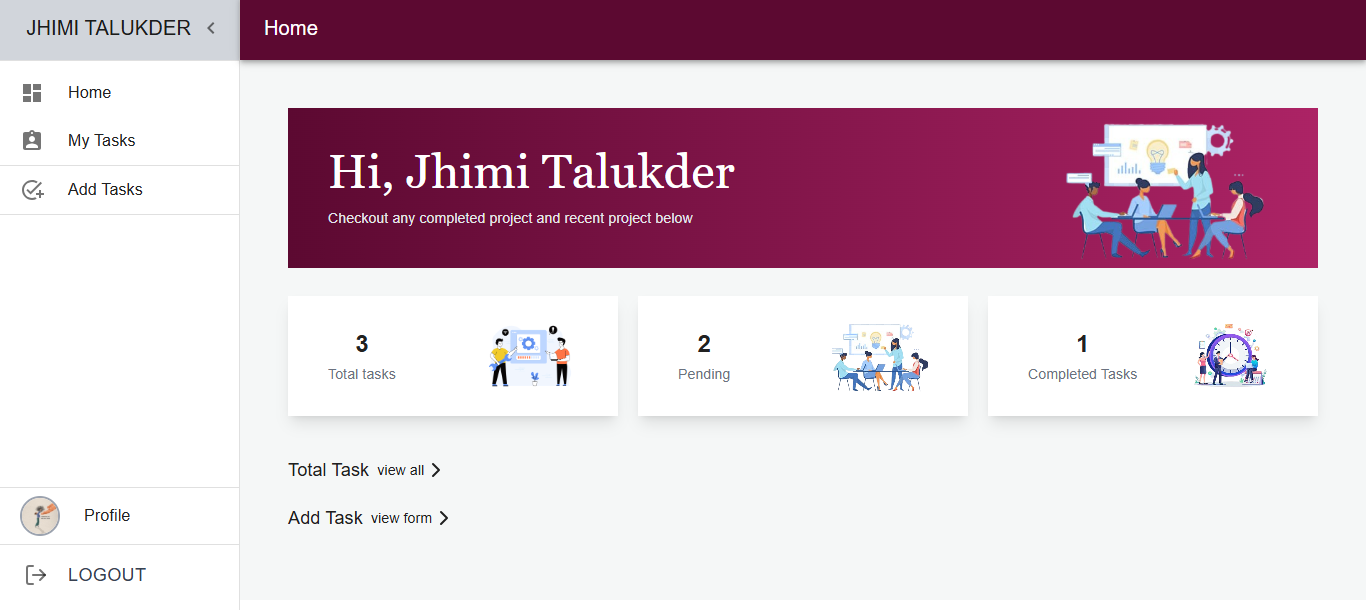 JHIMI TALUKDER
Home
Home
My Tasks
Add Tasks
Profile
LOGOUT
Hi, Jhimi Talukder
Checkout any completed project and recent project below
3
Total tasks
2
Pending
1
Completed Tasks
Total Task view all
Add Task view form